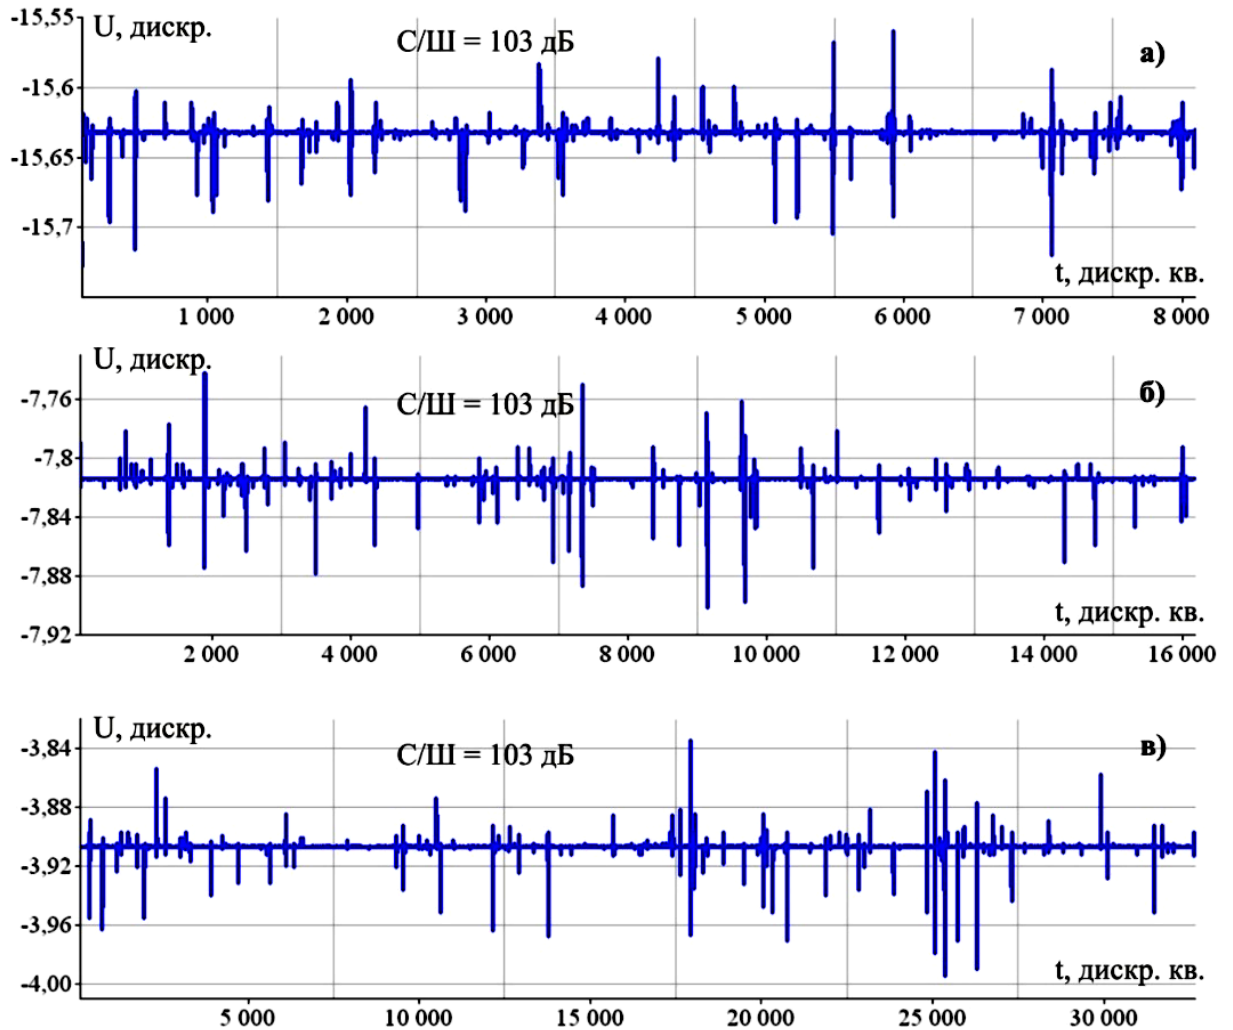 -15,55
U, дискр.
С/Ш = 103 дБ
а)
-15,6
-15,65
-15,7
t, дискр. кв.
1 000 2 000 3 000 4 000 5 000 6 000 7 000 8 000
U, дискр.
-7,76
С/Ш = 103 дБ
б)
-7,8
-7,84
-7,88
t, дискр. кв.
-7,92
2 000 4 000 6 000 8 000 10 000 12 000 14 000 16 000
U, дискр.
-3,84
С/Ш = 103 дБ
в)
-3,88
-3,92
-3,96
t, дискр. кв.
-4,00
5 000 10 000 15 000 20 000 25 000 30 000